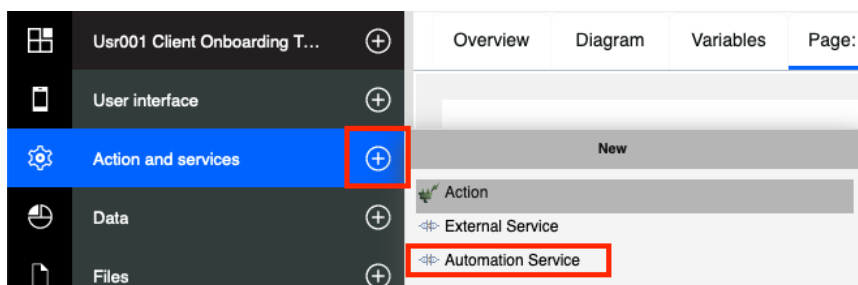 Usr001 Client Onboarding T...
Overview
Diagram
Variables
Page:
User interface
Action and services
New
Action
Data
External Service
Automation Service
Files